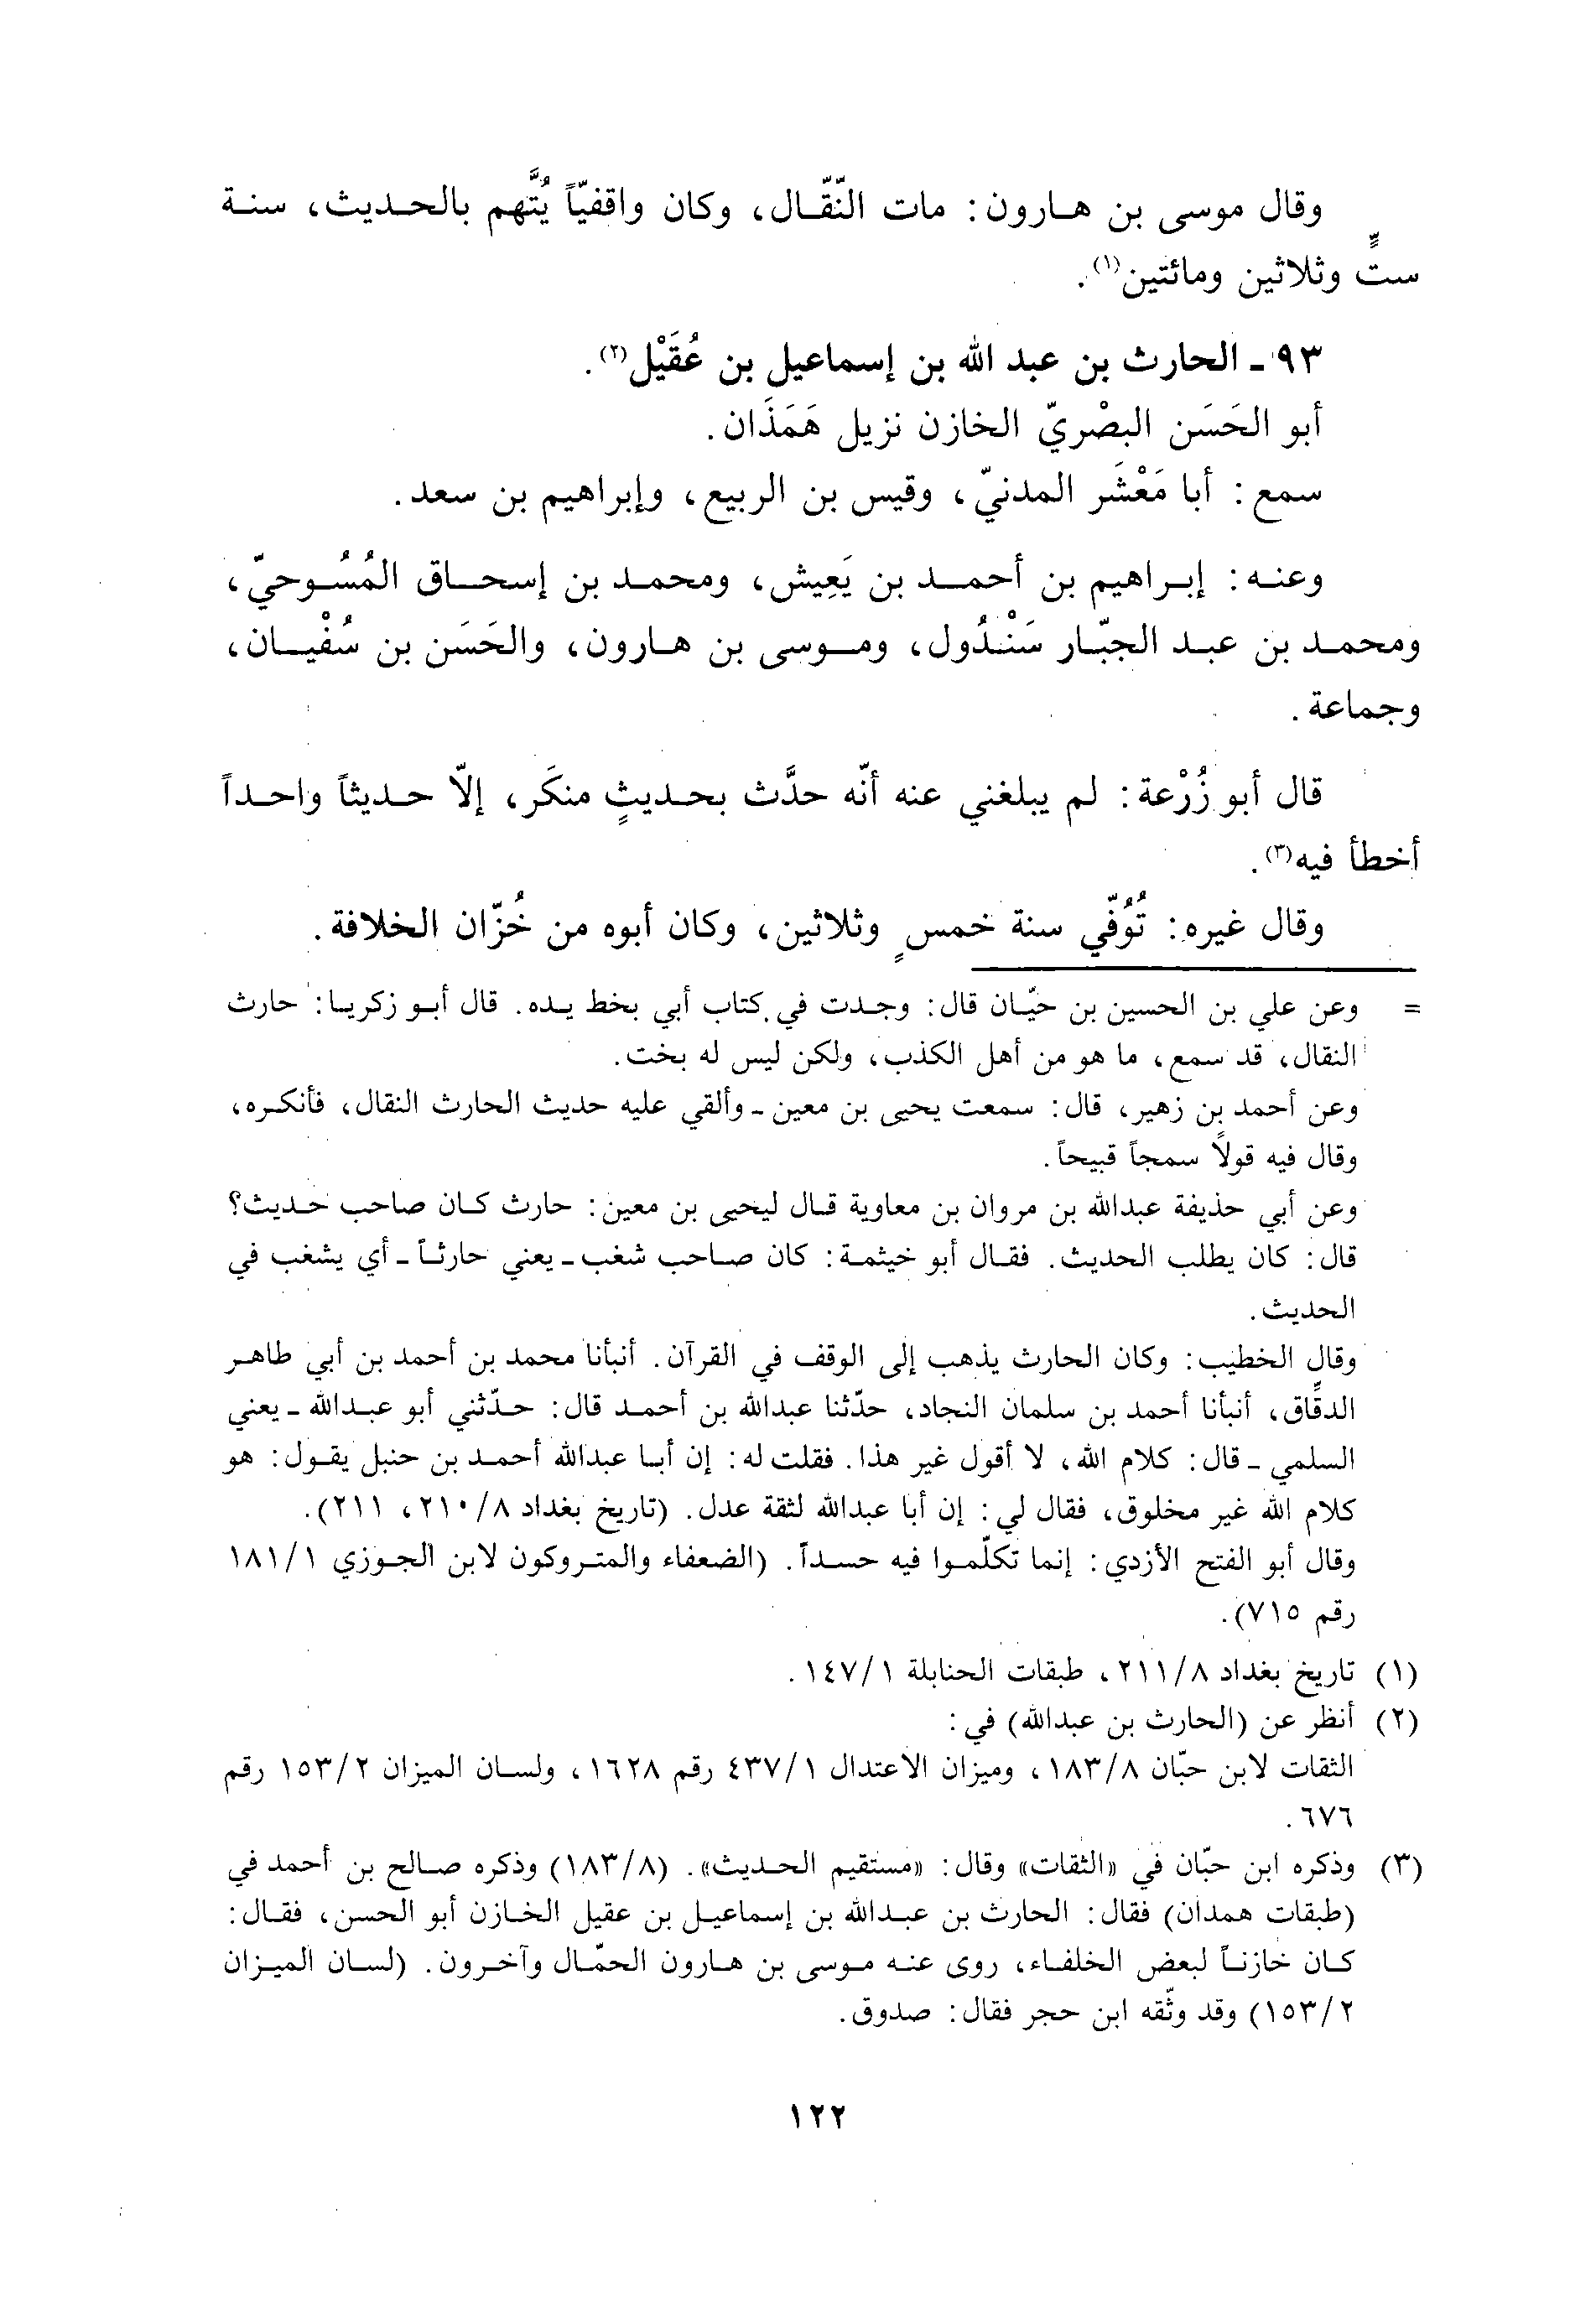 وقال موسى بن هارون: مات النّقّال، وكان واقفيّاً يُتَّهم بالحديث، سنة
ستٍّ وثلاثين ومائتين(١).
٩٣ - الحارث بن عبد الله بن إسماعيل بن عُقَيْل(٢).
أبو الحَسَن البصْريّ الخازن نزيل هَمَذَان.
سمع: أبا مَعْشَر المدنيّ، وقيس بن الربيع، وإبراهيم بن سعد.
وعنه: إبراهيم بن أحمد بن يَعِيش، ومحمد بن إسحاق المُسُوحيّ،
ومحمد بن عبد الجبّار سَنْدُول، وموسى بن هارون، والحَسَن بن سُفْيان،
وجماعة.
قال أبو زُرْعة: لم يبلغني عنه أنّه حدَّث بحديثٍ منكَر، إلّا حديثاً واحداً
أخطأ فيه(٣).
وقال غيره: تُوُفّي سنة خمسٍ وثلاثين، وكان أبوه من خُزّان الخلافة.
= وعن علي بن الحسين بن حيّان قال: وجدت في كتاب أبي بخط يده. قال أبو زكريا: حارث
النقال، قد سمع، ما هو من أهل الكذب، ولكن ليس له بخت.
وعن أحمد بن زهير، قال: سمعت يحيى بن معين - وألقي عليه حديث الحارث النقال، فأنكره،
وقال فيه قولاً سمجاً قبيحاً.
وعن أبي حذيفة عبدالله بن مروان بن معاوية قال ليحيى بن معين: حارث كان صاحب حديث؟
قال: كان يطلب الحديث. فقال أبو خيثمة: كان صاحب شغب - يعني حارثاً - أي يشغب في
الحديث.
وقال الخطيب: وكان الحارث يذهب إلى الوقف في القرآن. أنبأنا محمد بن أحمد بن أبي طاهر
الدقّاق، أنبأنا أحمد بن سلمان النجاد، حدّثنا عبدالله بن أحمد قال: حدّثني أبو عبدالله - يعني
السلمي - قال: كلام الله، لا أقول غير هذا. فقلت له: إن أبا عبدالله أحمد بن حنبل يقول: هو
كلام الله غير مخلوق، فقال لي: إن أبا عبدالله لثقة عدل. (تاريخ بغداد ٨/٢١٠، ٢١١).
وقال أبو الفتح الأزدي: إنما تكلّموا فيه حسداً. (الضعفاء والمتروكون لابن الجوزي ١/١٨١
رقم ٧١٥).
(١) تاريخ بغداد ٨/٢١١، طبقات الحنابلة ١/١٤٧.
(٢) أنظر عن (الحارث بن عبدالله) في:
الثقات لابن حبّان ٨/١٨٣، وميزان الاعتدال ١/٤٣٧ رقم ١٦٢٨، ولسان الميزان ٢/١٥٣ رقم
٦٧٦.
(٣) وذكره ابن حبّان في «الثقات» وقال: «مستقيم الحديث». (٨/١٨٣) وذكره صالح بن أحمد في
(طبقات همدان) فقال: الحارث بن عبدالله بن إسماعيل بن عقيل الخازن أبو الحسن، فقال:
كان خازناً لبعض الخلفاء، روى عنه موسى بن هارون الحمّال وآخرون. (لسان الميزان
٢/١٥٣) وقد وثّقه ابن حجر فقال: صدوق.
١٢٢